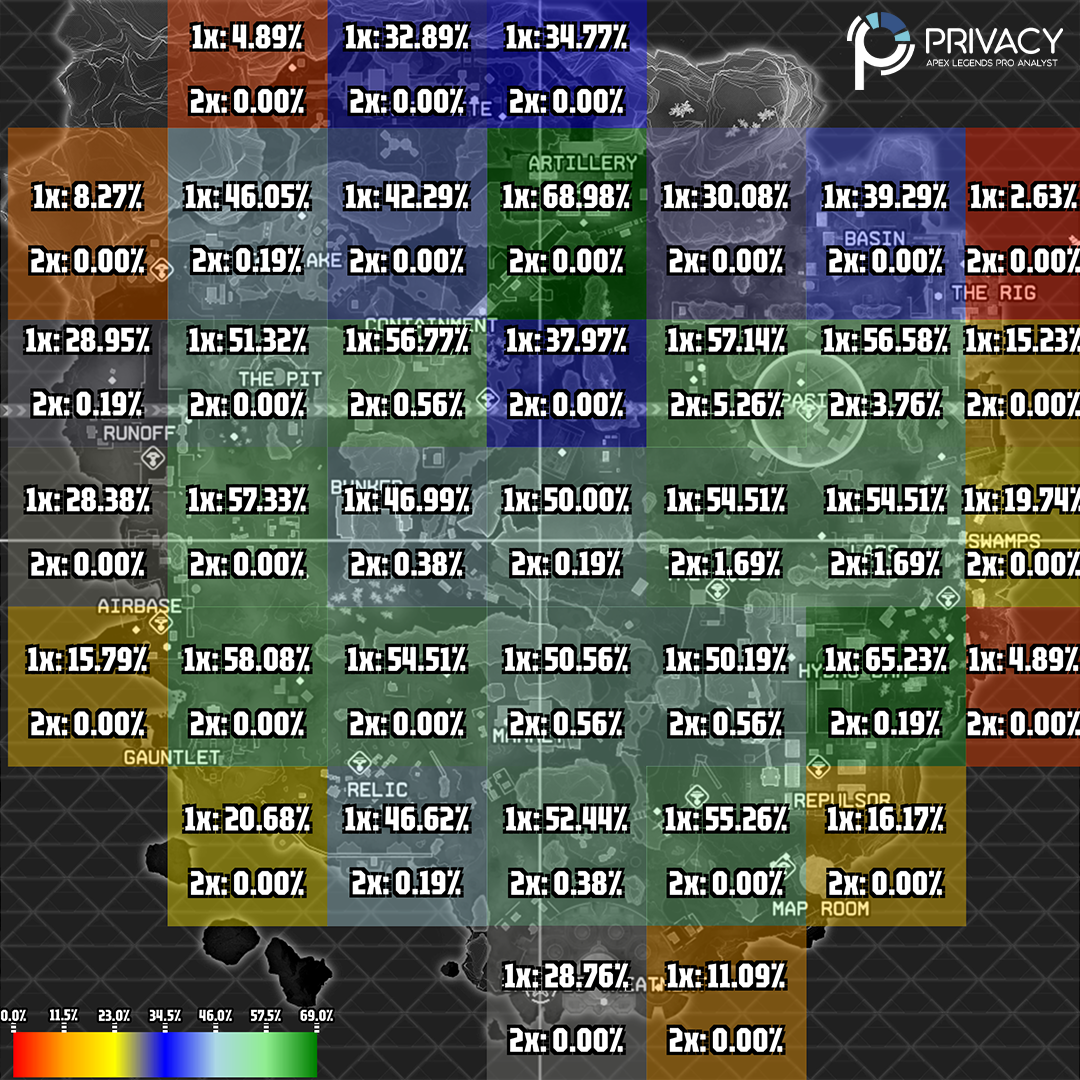 1x: 4.89% 1x: 32.89% 1x: 34.77%
PRIVACY
APEX LEGENDS PRO ANALYST
2x: 0.00% 2x: 0.00% 2x: 0.00%
ARTILLERY
1x: 8.27% 1x: 46.05% 1x: 42.29% 1x: 68.98% 1x: 30.08% 1x: 39.29% 1x: 2.63%
BASIN
2x: 0.00% 2x: 0.19% AKE 2x: 0.00% 2x: 0.00% 2x: 0.00% 2x: 0.00% 2x: 0.00%
THE RIG
CONTAINMENT
1x: 28.95% 1x: 51.32% 1x: 56.77% 1x: 37.97% 1x: 57.14% 1x: 56.58% 1x: 15.23%
THE PIT
2x: 0.19% 2x: 0.00% 2x: 0.56% 2x: 0.00% 2x: 5.26% 2x: 3.76% 2x: 0.00%
RUNOFF
BUNKER
1x: 28.38% 1x: 57.33% 1x: 46.99% 1x: 50.00% 1x: 54.51% 1x: 54.51% 1x: 19.74%
SWAMPS
2x: 0.00% 2x: 0.00% 2x: 0.38% 2x: 0.19% 2x: 1.69% 2x: 1.69% 2x: 0.00%
AIRBASE
1x: 15.79% 1x: 58.08% 1x: 54.51% 1x: 50.56% 1x: 50.19% 1x: 65.23% 1x: 4.89%
HYDRO DAM
2x: 0.00% 2x: 0.00% 2x: 0.00% 2x: 0.56% 2x: 0.56% 2x: 0.19% 2x: 0.00%
MARKET
GAUNTLET
RELIC
REPULSOR
1x: 20.68% 1x: 46.62% 1x: 52.44% 1x: 55.26% 1x: 16.17%
2x: 0.00% 2x: 0.19% 2x: 0.38% 2x: 0.00% 2x: 0.00%
MAP ROOM
1x: 28.76% 1x: 11.09%
2x: 0.00% 2x: 0.00%
0.0% 11.5% 23.0% 34.5% 46.0% 57.5% 69.0%